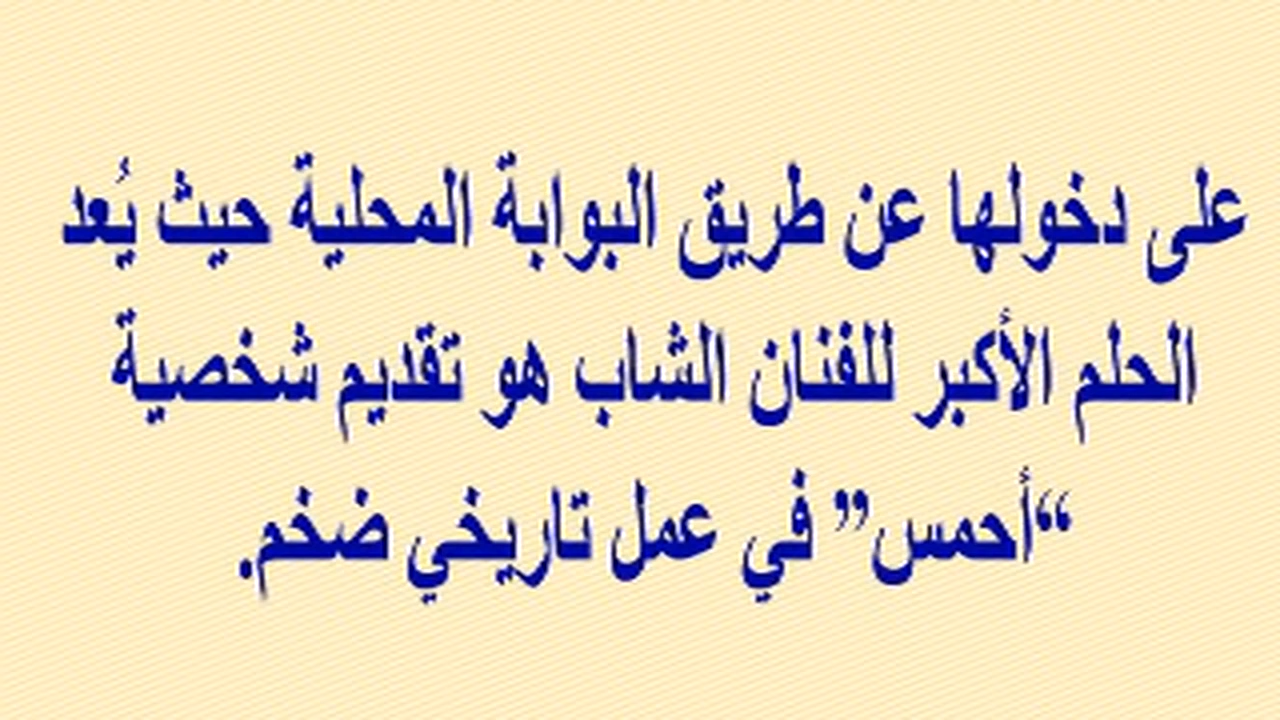 على دخولها عن طريق البوابة المحلية حيث يُعد
الحلم الأكبر للفنان الشاب هو تقديم شخصية
“أحمس” في عمل تاريخي ضخم.